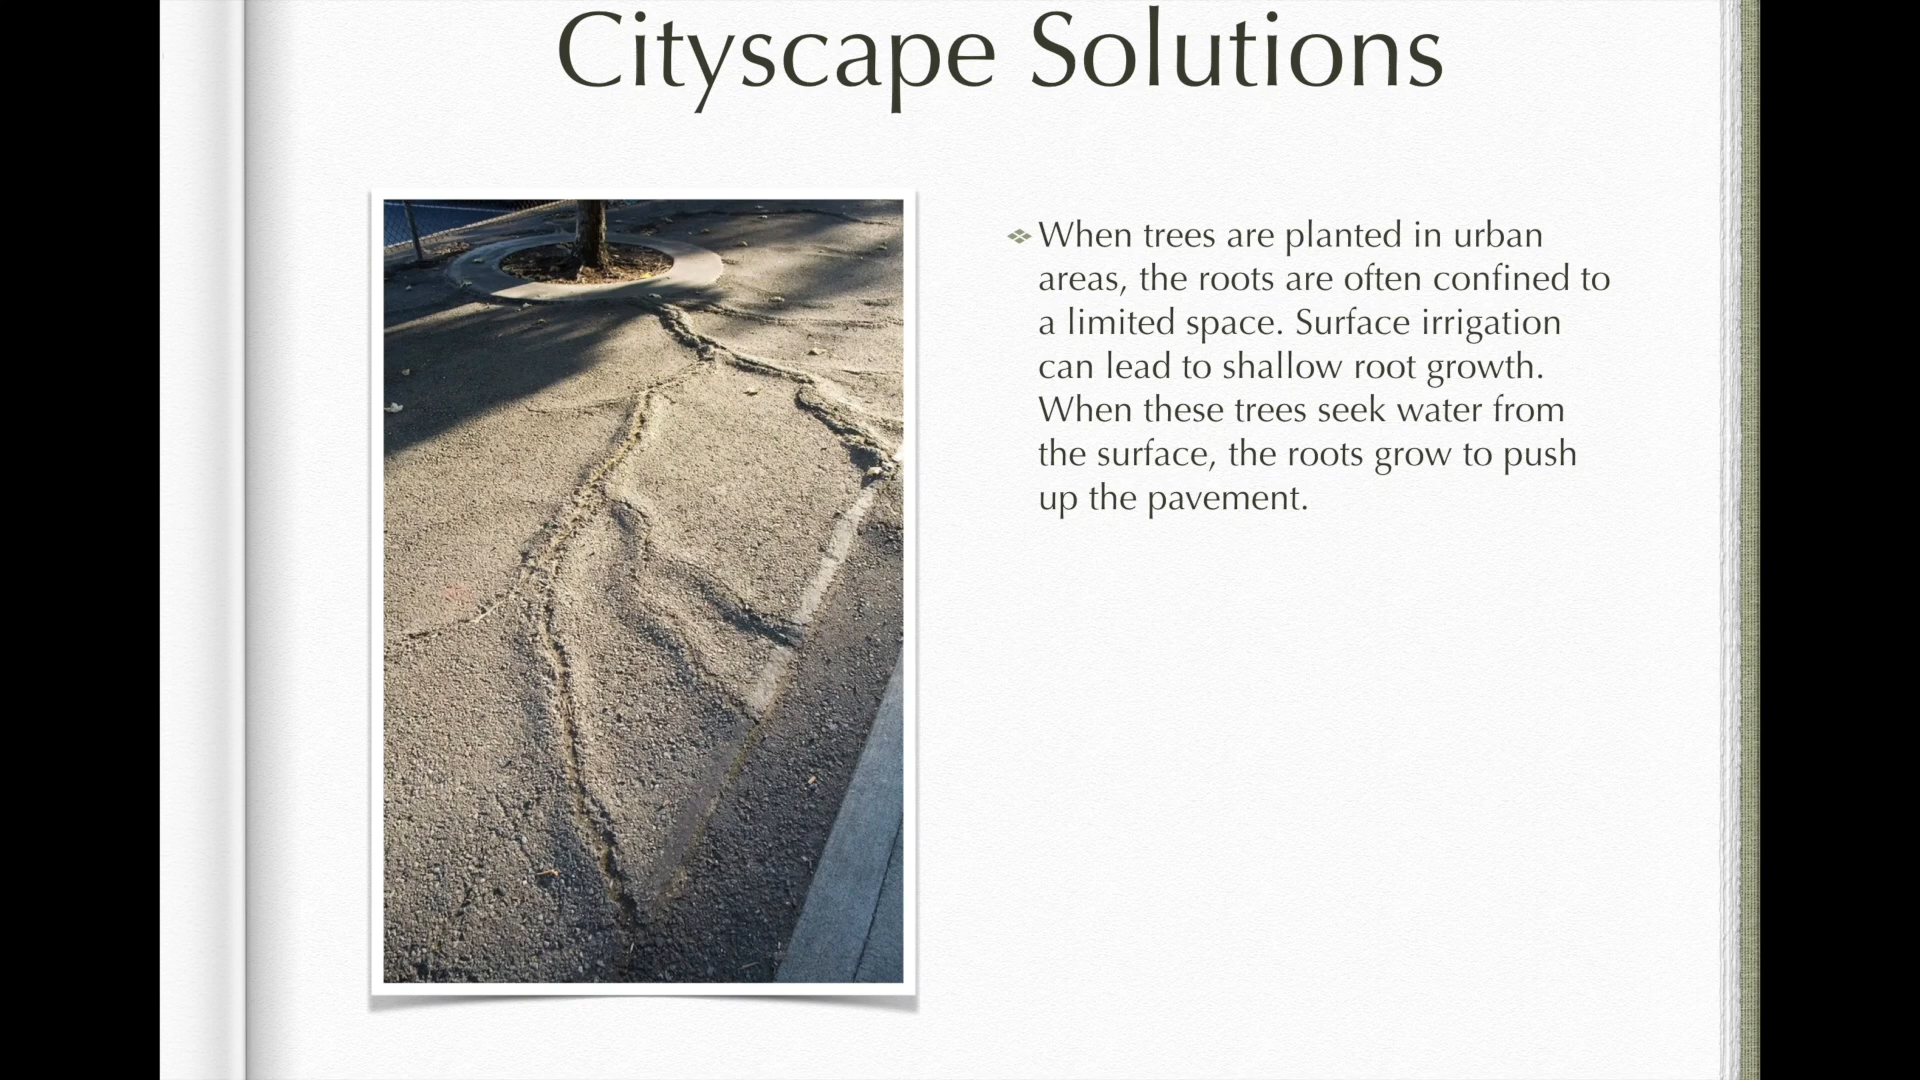 Cityscape Solutions
When trees are planted in urban
areas, the roots are often confined to
a limited space. Surface irrigation
can lead to shallow root growth.
When these trees seek water from
the surface, the roots grow to push
up the pavement.